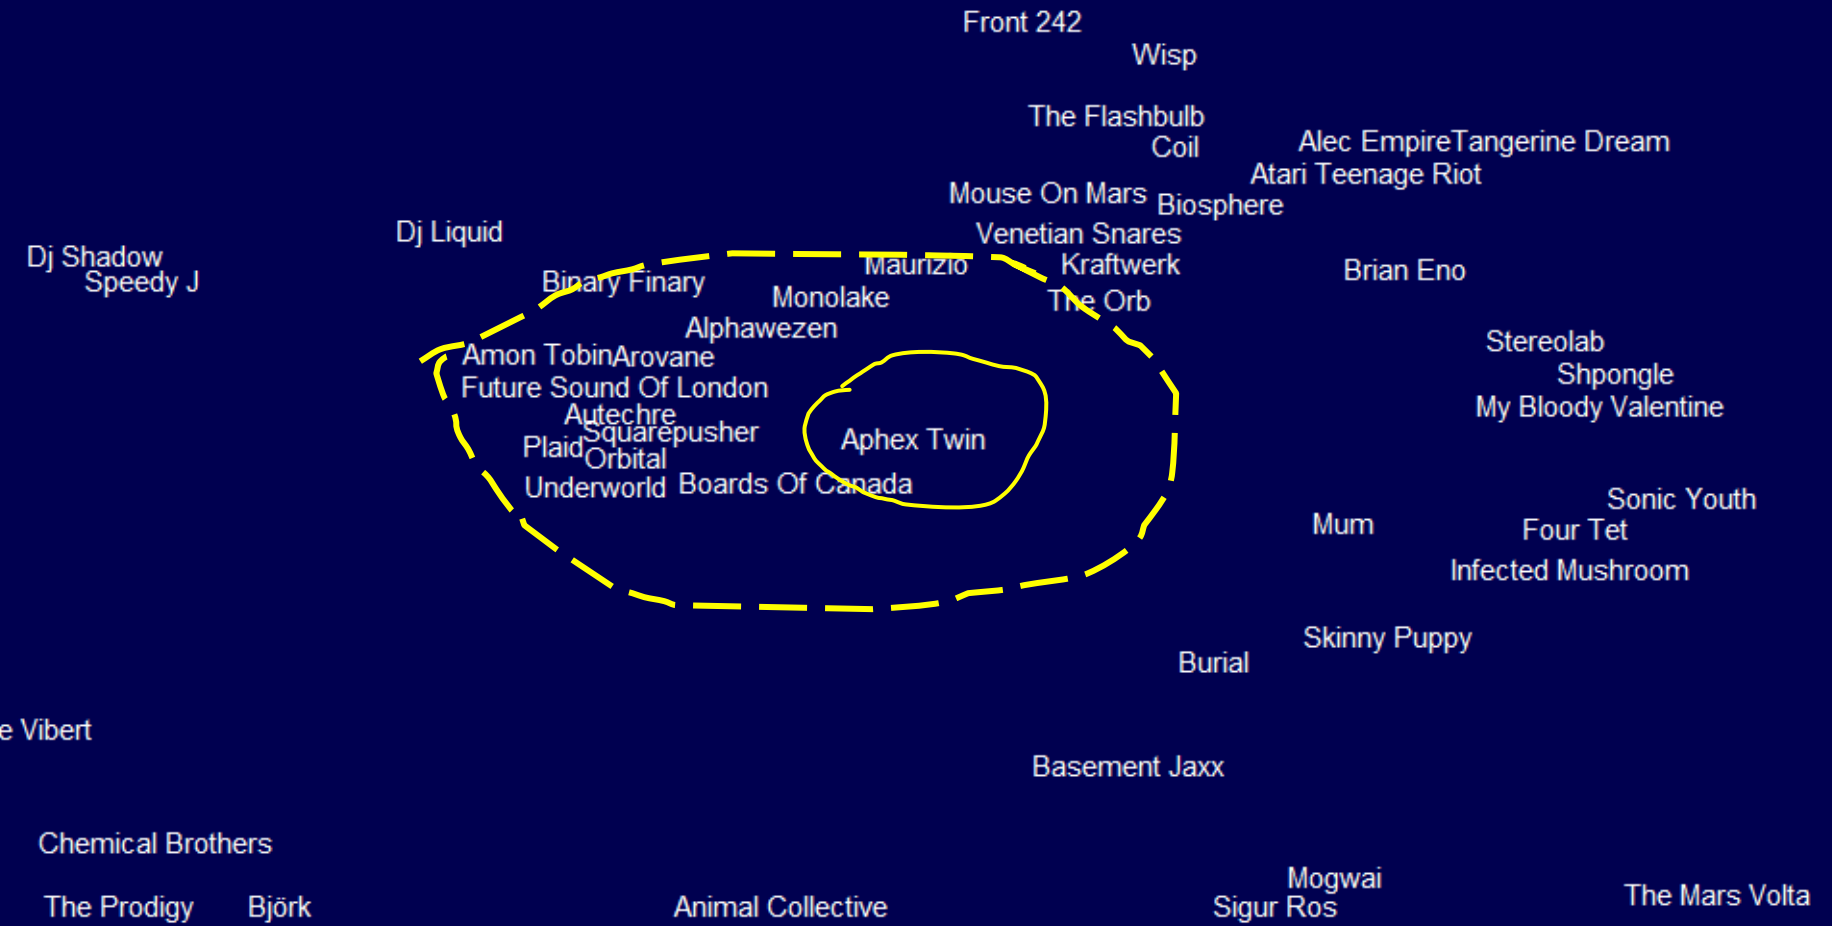 Front 242
Wisp
The Flashbulb
Alec Empire
Tangerine Dream
Coil
Atari Teenage Riot
Mouse On Mars
Biosphere
Dj Liquid
Venetian Snares
Dj Shadow
Maurizio
Kraftwerk
Brian Eno
Speedy J
Binary Finary
Monolake
The Orb
Alphawezen
Stereolab
Amon Tobin
Arovane
Shpongle
Future Sound Of London
My Bloody Valentine
Autechre
Squarepusher
Aphex Twin
Plaid
Orbital
Underworld
Boards Of Canada
Sonic Youth
Mum
Four Tet
Infected Mushroom
Skinny Puppy
Burial
e Vibert
Basement Jaxx
Chemical Brothers
Mogwai
The Mars Volta
The Prodigy
Björk
Animal Collective
Sigur Ros